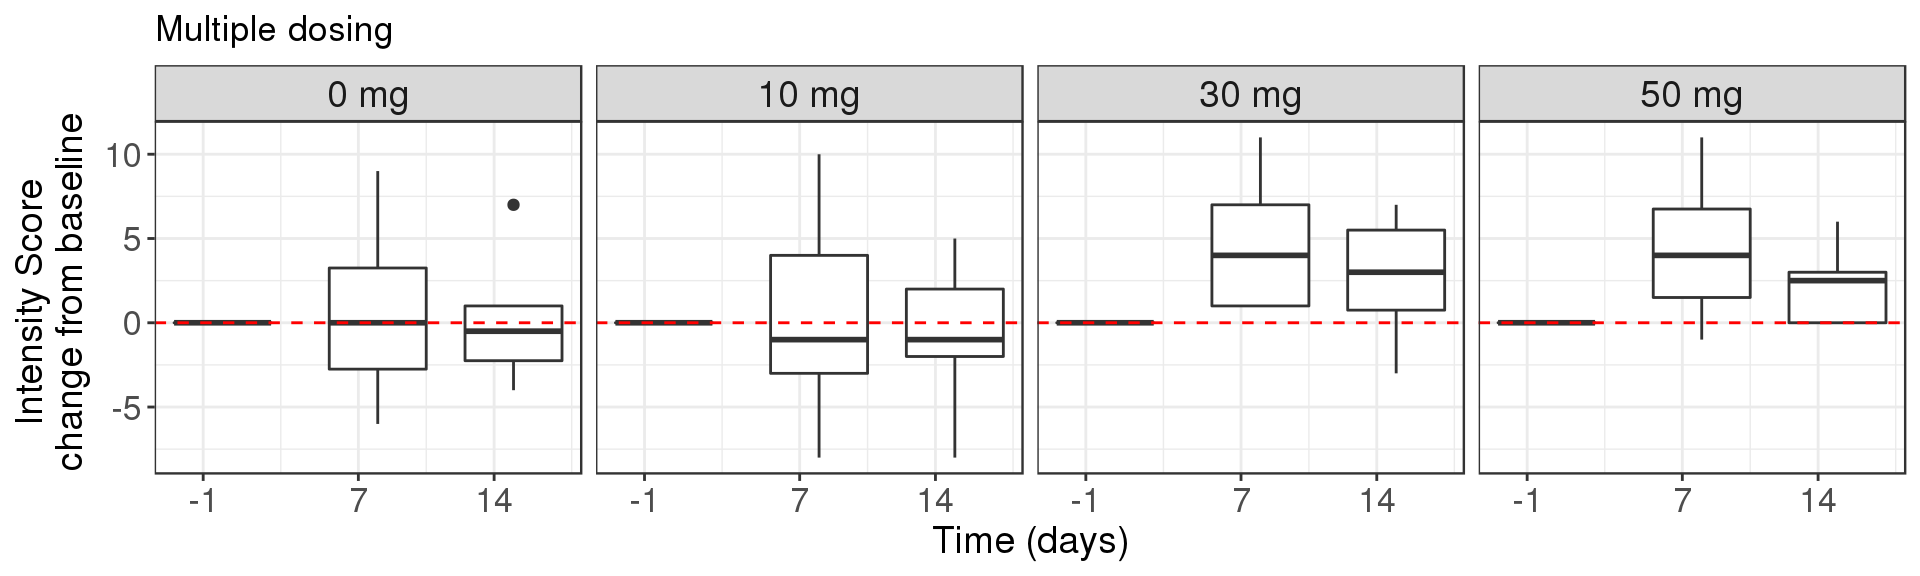 Multiple dosing
0 mg
10 mg
30 mg
50 mg
Intensity Score
change from baseline
10
5
0
-5
-1
7
14
-1
7
14
-1
7
14
-1
7
14
Time (days)